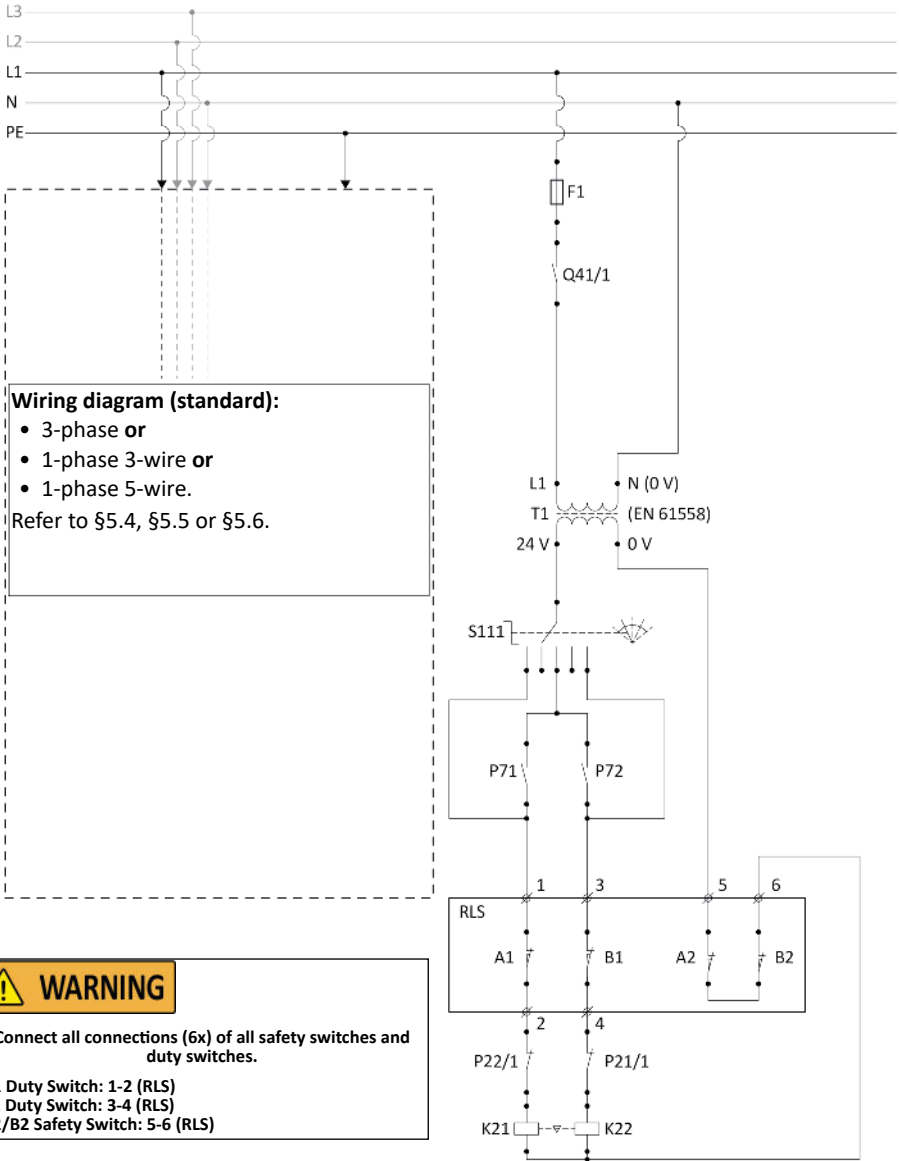 L3
L2
L1
N
PE
F1
Q41/1
Wiring diagram (standard):
• 3-phase or
• 1-phase 3-wire or
• 1-phase 5-wire.
Refer to §5.4, §5.5 or §5.6.
L1 N (0 V)
T1 (EN 61558)
24 V 0 V
S111
P71 P72
1 3 5 6
RLS
A1 B1 A2 B2
2 4
P22/1 P21/1
K21 K22
WARNING
Connect all connections (6x) of all safety switches and
duty switches.
Duty Switch: 1-2 (RLS)
Duty Switch: 3-4 (RLS)
/B2 Safety Switch: 5-6 (RLS)